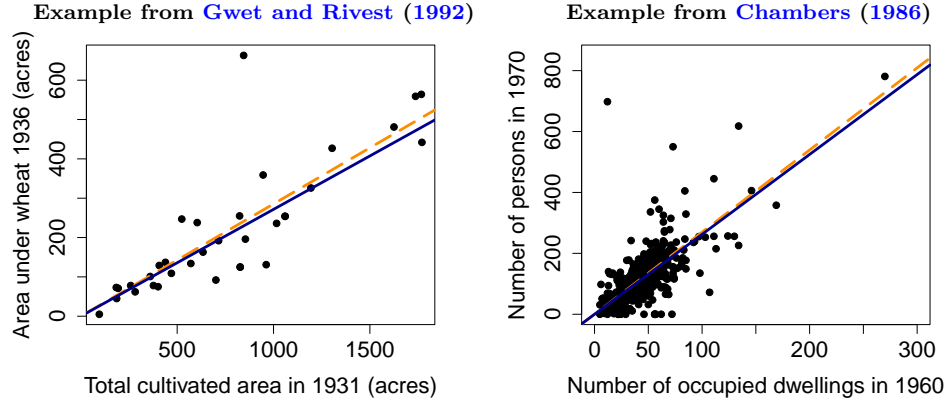 Example from Gwet and Rivest (1992)
Area under wheat 1936 (acres)
0
200
400
600
500
1000
1500
Total cultivated area in 1931 (acres)
Example from Chambers (1986)
Number of persons in 1970
0
200
400
600
800
0
50
100
200
300
Number of occupied dwellings in 1960